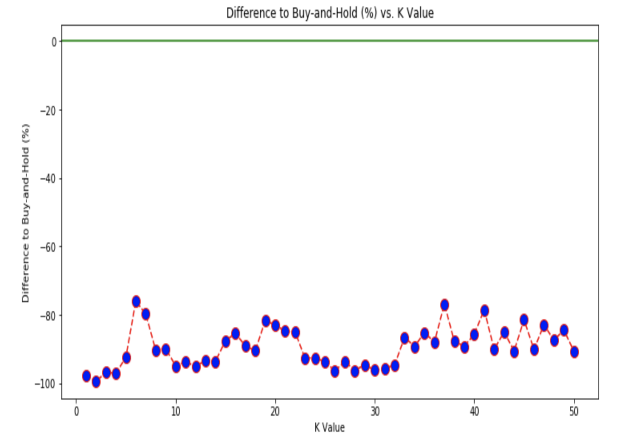 Difference to Buy-and-Hold (%) vs. K Value
Difference to Buy-and-Hold (%)
0
−20
−40
−60
−80
−100
0 10 20 30 40 50
K Value